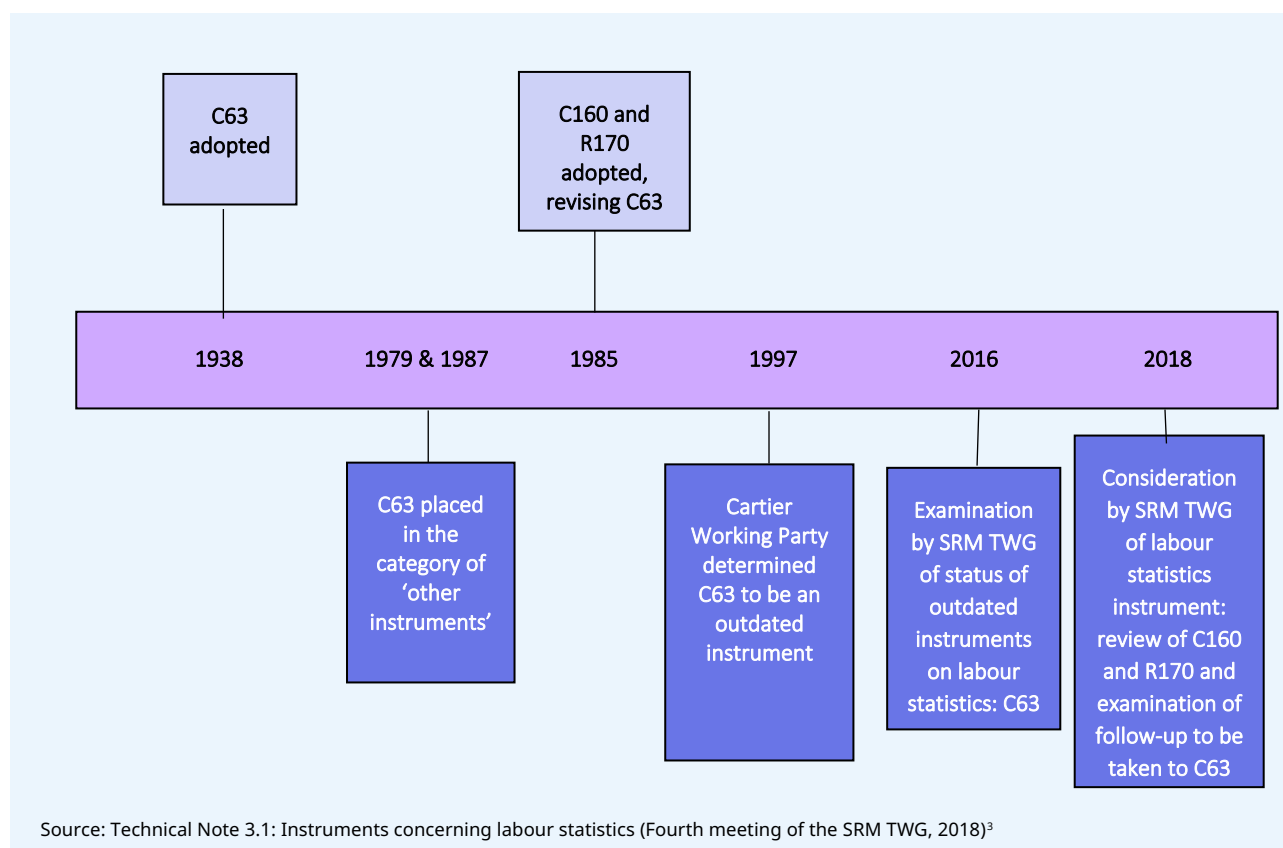 C63
adopted
C160 and
R170
adopted,
revising C63
1938
1979 & 1987
1985
1997
2016
2018
C63 placed
in the
category of
‘other
instruments’
Cartier
Working Party
determined
C63 to be an
outdated
instrument
Examination
by SRM TWG
of status of
outdated
instruments
on labour
statistics: C63
Consideration
by SRM TWG
of labour
statistics
instrument:
review of C160
and R170 and
examination of
follow-up to be
taken to C63
Source: Technical Note 3.1: Instruments concerning labour statistics (Fourth meeting of the SRM TWG, 2018)³